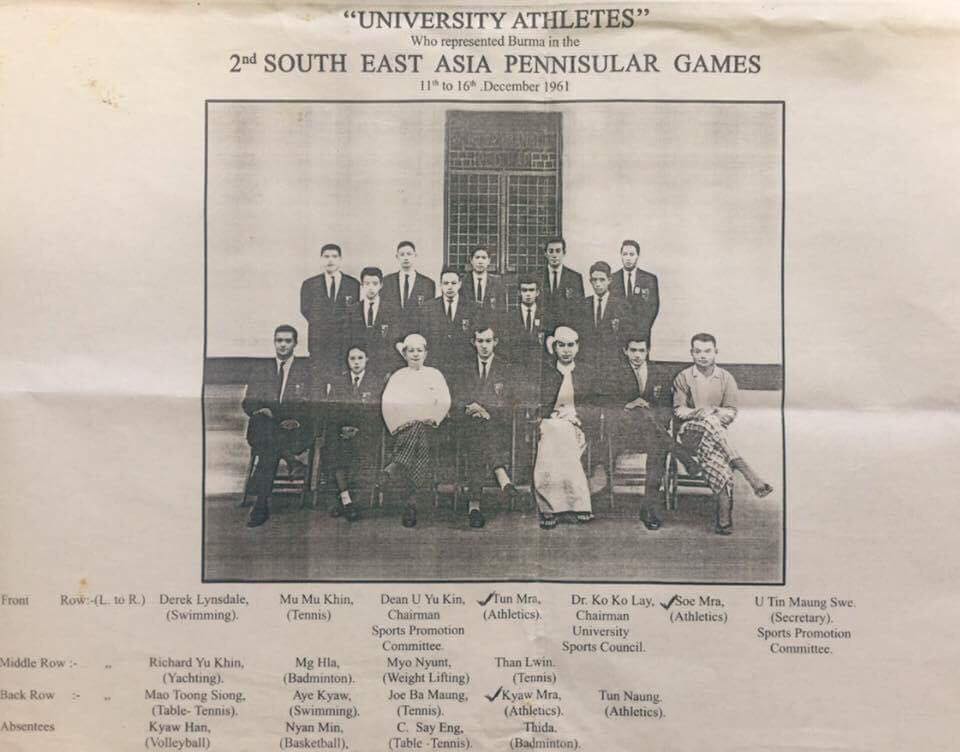 “UNIVERSITY ATHLETES”
Who represented Burma in the
2nd SOUTH EAST ASIA PENNISULAR GAMES
11th to 16th .December 1961
Front Row:-(L. to R.) Derek Lynsdale, Mu Mu Khin, Dean U Yu Kin, ✓Tun Mra, Dr. Ko Ko Lay, ✓Soe Mra, U Tin Maung Swe.
(Swimming). (Tennis) Chairman (Athletics). Chairman (Athletics) (Secretary).
Sports Promotion University Sports Promotion
Committee. Sports Council. Committee.
Middle Row :- „ Richard Yu Khin, Mg Hla, Myo Nyunt, Than Lwin.
(Yachting). (Badminton). (Weight Lifting) (Tennis)
Back Row :- „ Mao Toong Siong, Aye Kyaw, Joe Ba Maung, ✓Kyaw Mra, Tun Naung.
(Table- Tennis). (Swimming). (Tennis). (Athletics). (Athletics).
Absentees Kyaw Han, Nyan Min, C. Say Eng, Thida.
(Volleyball) (Basketball), (Table -Tennis). (Badminton).